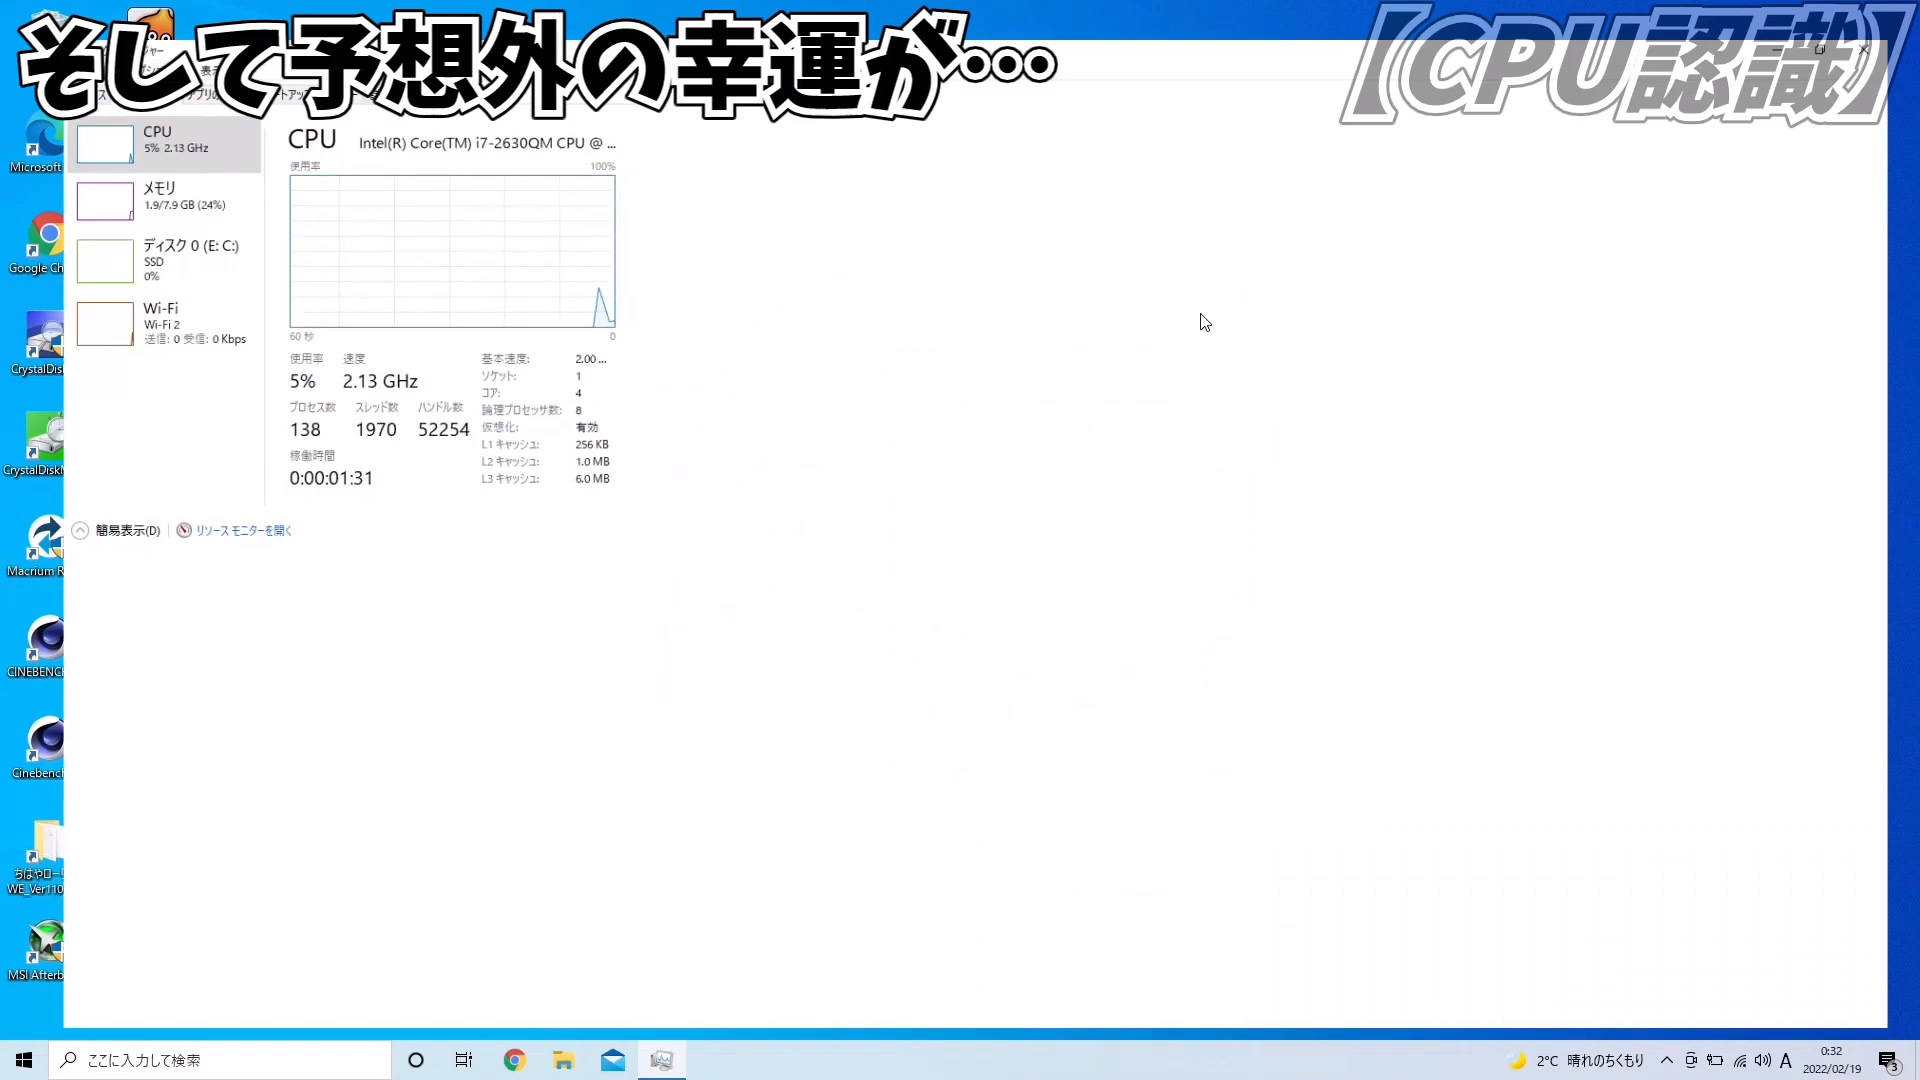 そして予想外の幸運が…
【CPU認識】
CPU
5% 2.13 GHz
メモリ
1.9/7.9 GB (24%)
ディスク 0 (E: C:)
SSD
0%
Wi-Fi
Wi-Fi 2
送信: 0 受信: 0 Kbps
CPU
Intel(R) Core(TM) i7-2630QM CPU @ ...
使用率
100%
60 秒
0
使用率 速度
5% 2.13 GHz
プロセス数 スレッド数 ハンドル数
138 1970 52254
稼働時間
0:00:01:31
基本速度: 2.00 ...
ソケット: 1
コア: 4
論理プロセッサ数: 8
仮想化: 有効
L1 キャッシュ: 256 KB
L2 キャッシュ: 1.0 MB
L3 キャッシュ: 6.0 MB
簡易表示(D)
リソース モニターを開く
Microsoft
Google Ch
CrystalDis
CrystalDisk
Macrium R
CINEBENC
Cinebench
ちはやロー
WE_Ver110
MSI Afterb
ここに入力して検索
2°C 晴れのちくもり
A
0:32
2022/02/19
3